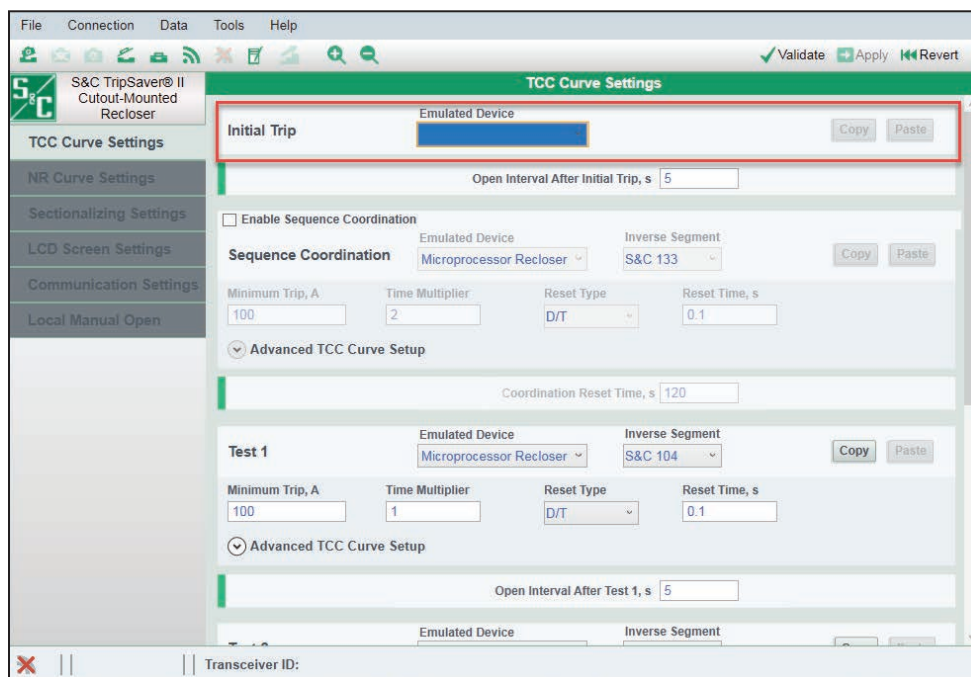 File Connection Data Tools Help
Validate Apply Revert
S&C
S&C TripSaver® II
Cutout-Mounted
Recloser
TCC Curve Settings
NR Curve Settings
Sectionalizing Settings
LCD Screen Settings
Communication Settings
Local Manual Open
TCC Curve Settings
Emulated Device
Initial Trip Copy Paste
Open Interval After Initial Trip, s 5
Enable Sequence Coordination
Emulated Device Inverse Segment
Sequence Coordination Microprocessor Recloser S&C 133 Copy Paste
Minimum Trip, A Time Multiplier Reset Type Reset Time, s
100 2 D/T 0.1
Advanced TCC Curve Setup
Coordination Reset Time, s 120
Emulated Device Inverse Segment
Test 1 Microprocessor Recloser S&C 104 Copy Paste
Minimum Trip, A Time Multiplier Reset Type Reset Time, s
100 1 D/T 0.1
Advanced TCC Curve Setup
Open Interval After Test 1, s 5
Emulated Device Inverse Segment
Transceiver ID: